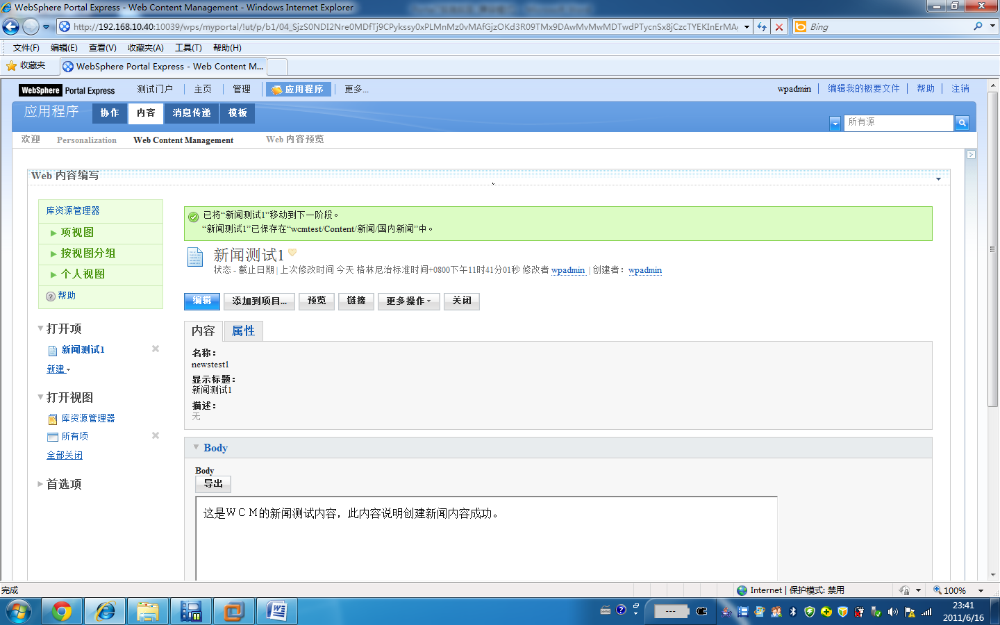 WebSphere Portal Express - Web Content Management - Windows Internet Explorer
http://192.168.10.40:10039/wps/myportal/!ut/p/b1/04_SjzS0NDI2Nre0MDfTj9CPykssy0xPLMnMz0vMAfGjzOKd3R09TMx9DAwMvMwMDTwdPTycnSx8jCzcTYEKInErMA
Bing
文件(F) 编辑(E) 查看(V) 收藏夹(A) 工具(T) 帮助(H)
收藏夹 WebSphere Portal Express - Web Content M...
WebSphere Portal Express 测试门户 主页 管理 应用程序 更多... wpadmin 编辑我的概要文件 帮助 注销
应用程序 协作 内容 消息传递 模板 所有源
欢迎 Personalization Web Content Management Web 内容预览
Web 内容编写
库资源管理器
项视图
按视图分组
个人视图
帮助
打开项
新闻测试1
新建
打开视图
库资源管理器
所有项
全部关闭
首选项
已将“新闻测试1”移动到下一阶段。
“新闻测试1”已保存在“wcmtest/Content/新闻/国内新闻”中。
新闻测试1
状态 - 截止日期 | 上次修改时间 今天 格林尼治标准时间+0800下午11时41分01秒 修改者 wpadmin | 创建者: wpadmin
编辑 添加到项目... 预览 链接 更多操作 关闭
内容 属性
名称:
newstest1
显示标题:
新闻测试1
描述:
无
Body
Body
导出
这是ＷＣＭ的新闻测试内容，此内容说明创建新闻内容成功。
完成 Internet | 保护模式: 禁用 100%
---
23:41
2011/6/16